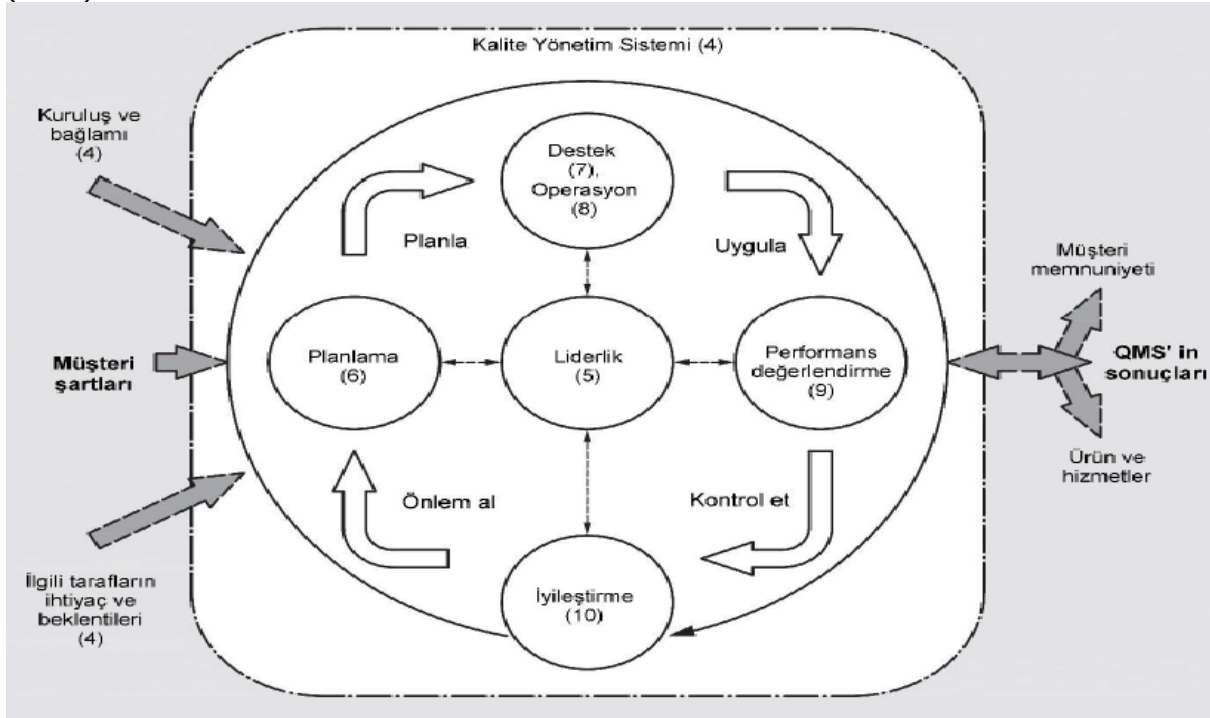 Kalite Yönetim Sistemi (4)
Kuruluş ve
bağlamı
(4)
Destek
(7),
Operasyon
(8)
Planla
Uygula
Müşteri
memnuniyeti
Müşteri
şartları
Planlama
(6)
Liderlik
(5)
Performans
değerlendirme
(9)
QMS' in
sonuçları
Önlem al
Kontrol et
Ürün ve
hizmetler
İlgili tarafların
ihtiyaç ve
beklentileri
(4)
İyileştirme
(10)